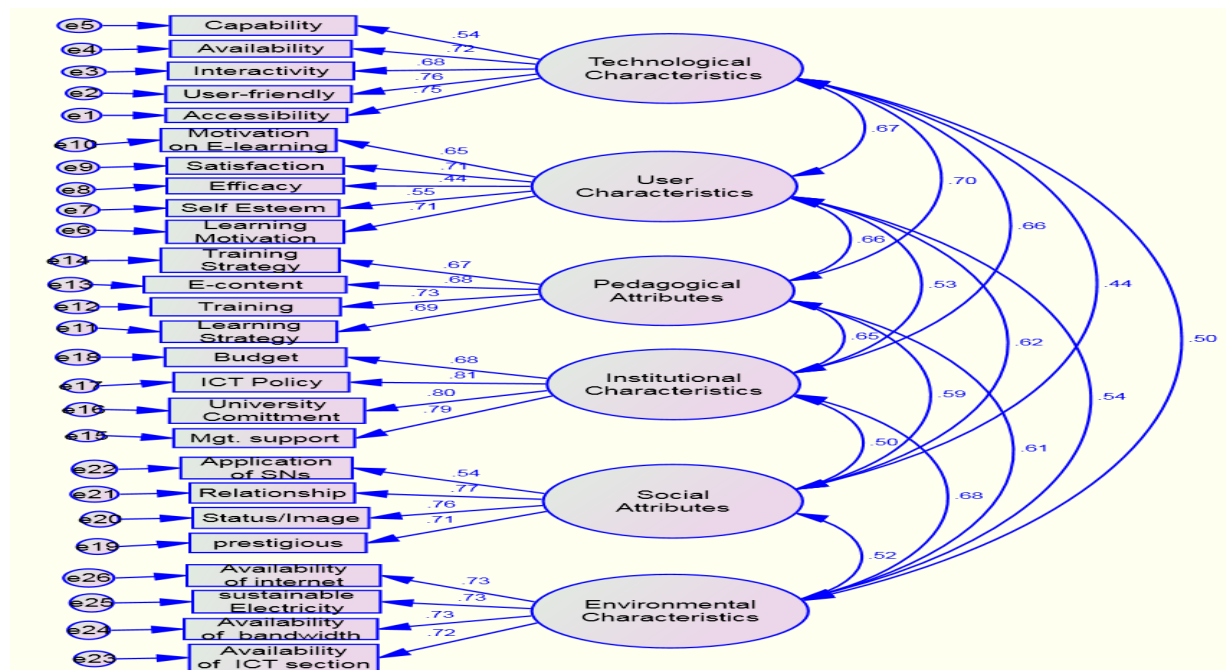 e5 Capability .54
e4 Availability .72
e3 Interactivity .68
e2 User-friendly .76
e1 Accessibility .75
Technological
Characteristics
e10 Motivation
on E-learning .65
e9 Satisfaction .71
e8 Efficacy .44
e7 Self Esteem .55
e6 Learning
Motivation .71
User
Characteristics
e14 Training
Strategy .67
e13 E-content .68
e12 Training .73
e11 Learning
Strategy .69
Pedagogical
Attributes
e18 Budget .68
e17 ICT Policy .81
e16 University
Comittment .80
e15 Mgt. support .79
Institutional
Characteristics
e22 Application
of SNs .54
e21 Relationship .77
e20 Status/Image .76
e19 prestigious .71
Social
Attributes
e26 Availability
of internet .73
e25 sustainable
Electricity .73
e24 Availability
of bandwidth .73
e23 Availability
of ICT section .72
Environmental
Characteristics
.67
.70
.66
.66
.53
.44
.65
.62
.50
.59
.54
.50
.61
.68
.52